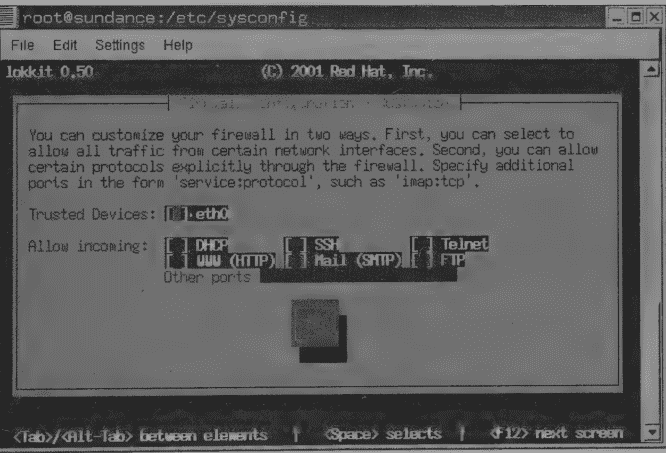 root@sundance:/etc/sysconfig
File Edit Settings Help
lokkit 0.50 (C) 2001 Red Hat, Inc.
Firewall Configuration - Customize
You can customize your firewall in two ways. First, you can select to
allow all traffic from certain network interfaces. Second, you can allow
certain protocols explicitly through the firewall. Specify additional
ports in the form 'service:protocol', such as 'imap:tcp'.
Trusted Devices: [ ] eth0
Allow incoming: [ ] DHCP [ ] SSH [ ] Telnet
[ ] WWW (HTTP) [ ] Mail (SMTP) [ ] FTP
Other ports
<Tab>/<Alt-Tab> between elements | <Space> selects | <F12> next screen